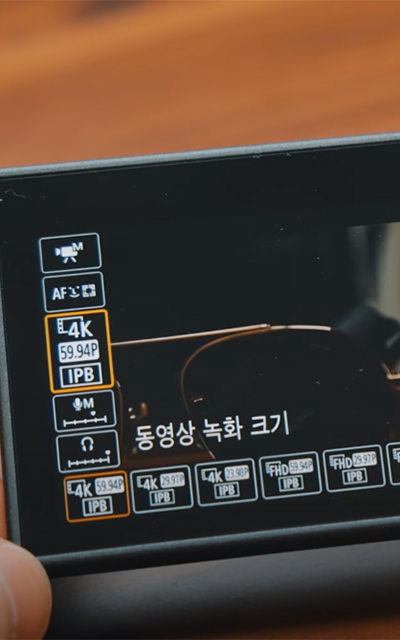 M
AF
4K
59.94P
IPB
M
동영상 녹화 크기
4K 59.94P IPB
4K 29.97P IPB
4K 23.98P IPB
FHD 59.94P IPB
FHD 29.97P IPB